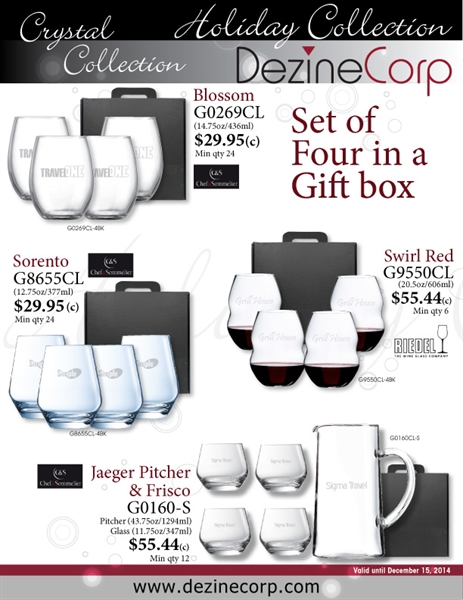 Crystal
Collection
Holiday Collection
DezineCorp
Blossom
G0269CL
(14.75oz/436ml)
$29.95(c)
Min qty 24
C&S
Chef&Sommelier
TRAVELONE
TRAVELONE
G0269CL-4BK
Set of
Four in a
Gift box
Sorento
G8655CL
(12.75oz/377ml)
$29.95(c)
Min qty 24
C&S
Chef&Sommelier
G8655CL-4BK
Swirl Red
G9550CL
(20.5oz/606ml)
$55.44(c)
Min qty 6
RIEDEL
THE WINE GLASS COMPANY
Grill House
Grill House
Grill House
Grill House
G9550CL-4BK
C&S
Chef&Sommelier
Jaeger Pitcher
& Frisco
G0160-S
Pitcher (43.75oz/1294ml)
Glass (11.75oz/347ml)
$55.44(c)
Min qty 12
Sigma Travel
Sigma Travel
Sigma Travel
Sigma Travel
Sigma Travel
G0160CL-S
Valid until December 15, 2014
www.dezinecorp.com